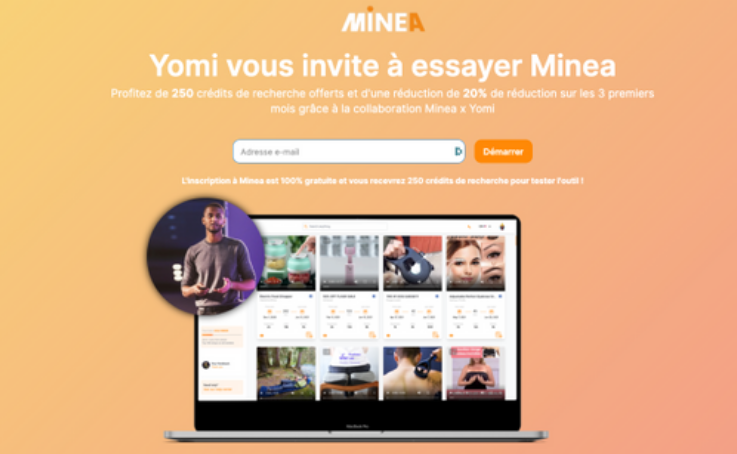 MINEA
Yomi vous invite à essayer Minea
Profitez de 250 crédits de recherche offerts et d'une réduction de 20% de réduction sur les 3 premiers
mois grâce à la collaboration Minea x Yomi
Adresse e-mail
Démarrer
L'inscription à Minea est 100% gratuite et vous recevrez 250 crédits de recherche pour tester l'outil !
MacBook Pro